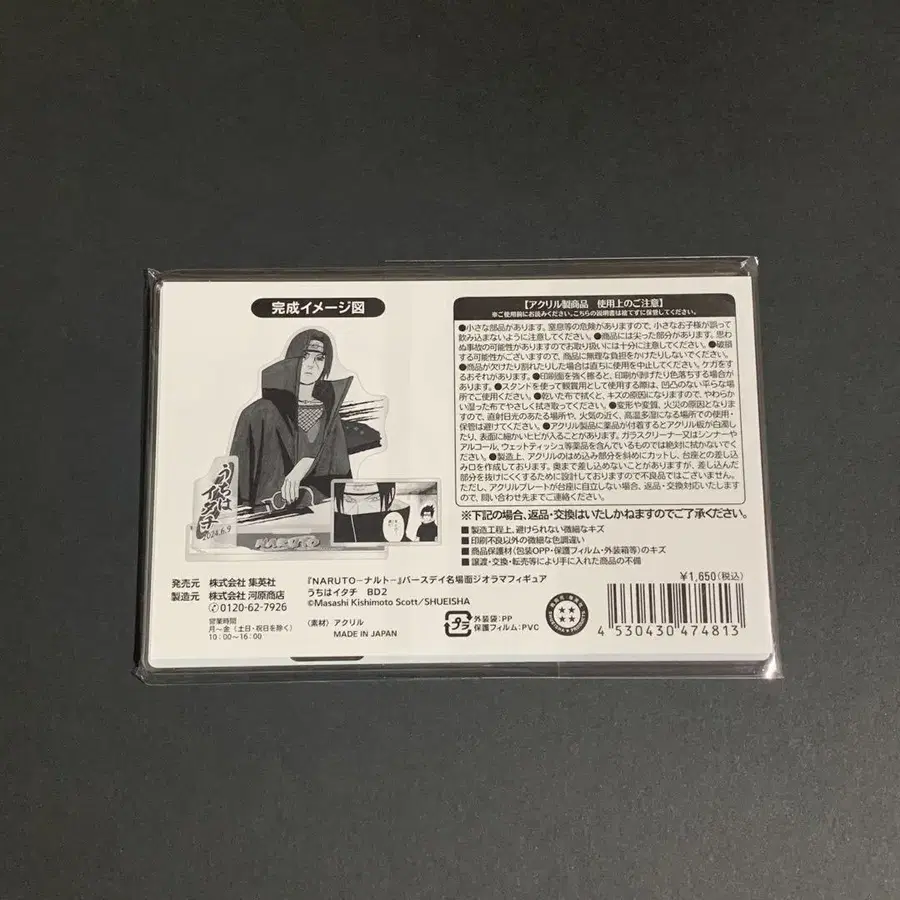 完成イメージ図
うちは
イタチ
2024.6.9
NARUTO
【アクリル製商品 使用上のご注意】
※ご使用前にお読みください。こちらの説明書は捨てずに保管してください。
●小さな部品があります。窒息等の危険がありますので、小さなお子様が誤って
飲み込まないように注意してください。●商品には尖った部分があります。思わ
ぬ事故の可能性がありますのでお取り扱いには十分に注意してください。●破損
する可能性がございますので、商品に無理な負担をかけたりしないでください。
●商品が欠けたり割れたりした場合は直ちに使用を中止してください。ケガをす
るおそれがあります。●印刷面を強く擦ると、印刷が剥げたり色落ちする場合が
あります。●スタンドを使って観賞用として使用する際は、凹凸のない平らな場
所でご使用ください。●乾いた布で拭くと、キズの原因になりますので、やわらか
い湿った布でやさしく拭き取ってください。●変形や変質、火災の原因となりま
すので、直射日光のあたる場所や、火気の近く、高温多湿になる場所での使用・
保管は避けてください。
●アクリル製品に薬品が付着するとアクリル板が白濁し
たり、表面に細かいヒビが入ることがあります。ガラスクリーナー又はシンナーや
アルコール、ウェットティッシュ等薬品を含んでいるものでは絶対に拭かないでく
ださい。●製造上、アクリルのはめ込み部分を斜めにカットし、台座との差し込
み口を作成しております。奥まで差し込めないことがありますが、差し込んだ
部分を抜けにくくするために設計しておりますので不良品ではございません。
ただし、アクリルプレートが台座に自立しない場合、返品・交換対応いたしますの
で、問い合わせ先までご連絡ください。
※下記の場合、返品・交換はいたしかねますのでご了承ください。
■製造工程上、避けられない微細なキズ
■印刷不良以外の微細な色調違い
■商品保護材(包装OPP・保護フィルム・外装箱等)のキズ
■譲渡・交換・転売等により手に入れた商品の不備
発売元 株式会社 集英社
製造元 株式会社 河原商店
0120-62-7926
営業時間
月~金(土日・祝日を除く)
10:00~16:00
『NARUTO-ナルト-』バースデイ名場面ジオラマフィギュア
うちはイタチ BD2
©Masashi Kishimoto Scott/SHUEISHA
(素材)アクリル
MADE IN JAPAN
プラ
外装袋:PP
保護フィルム:PVC
¥1,650(税込)
4 530430 474813